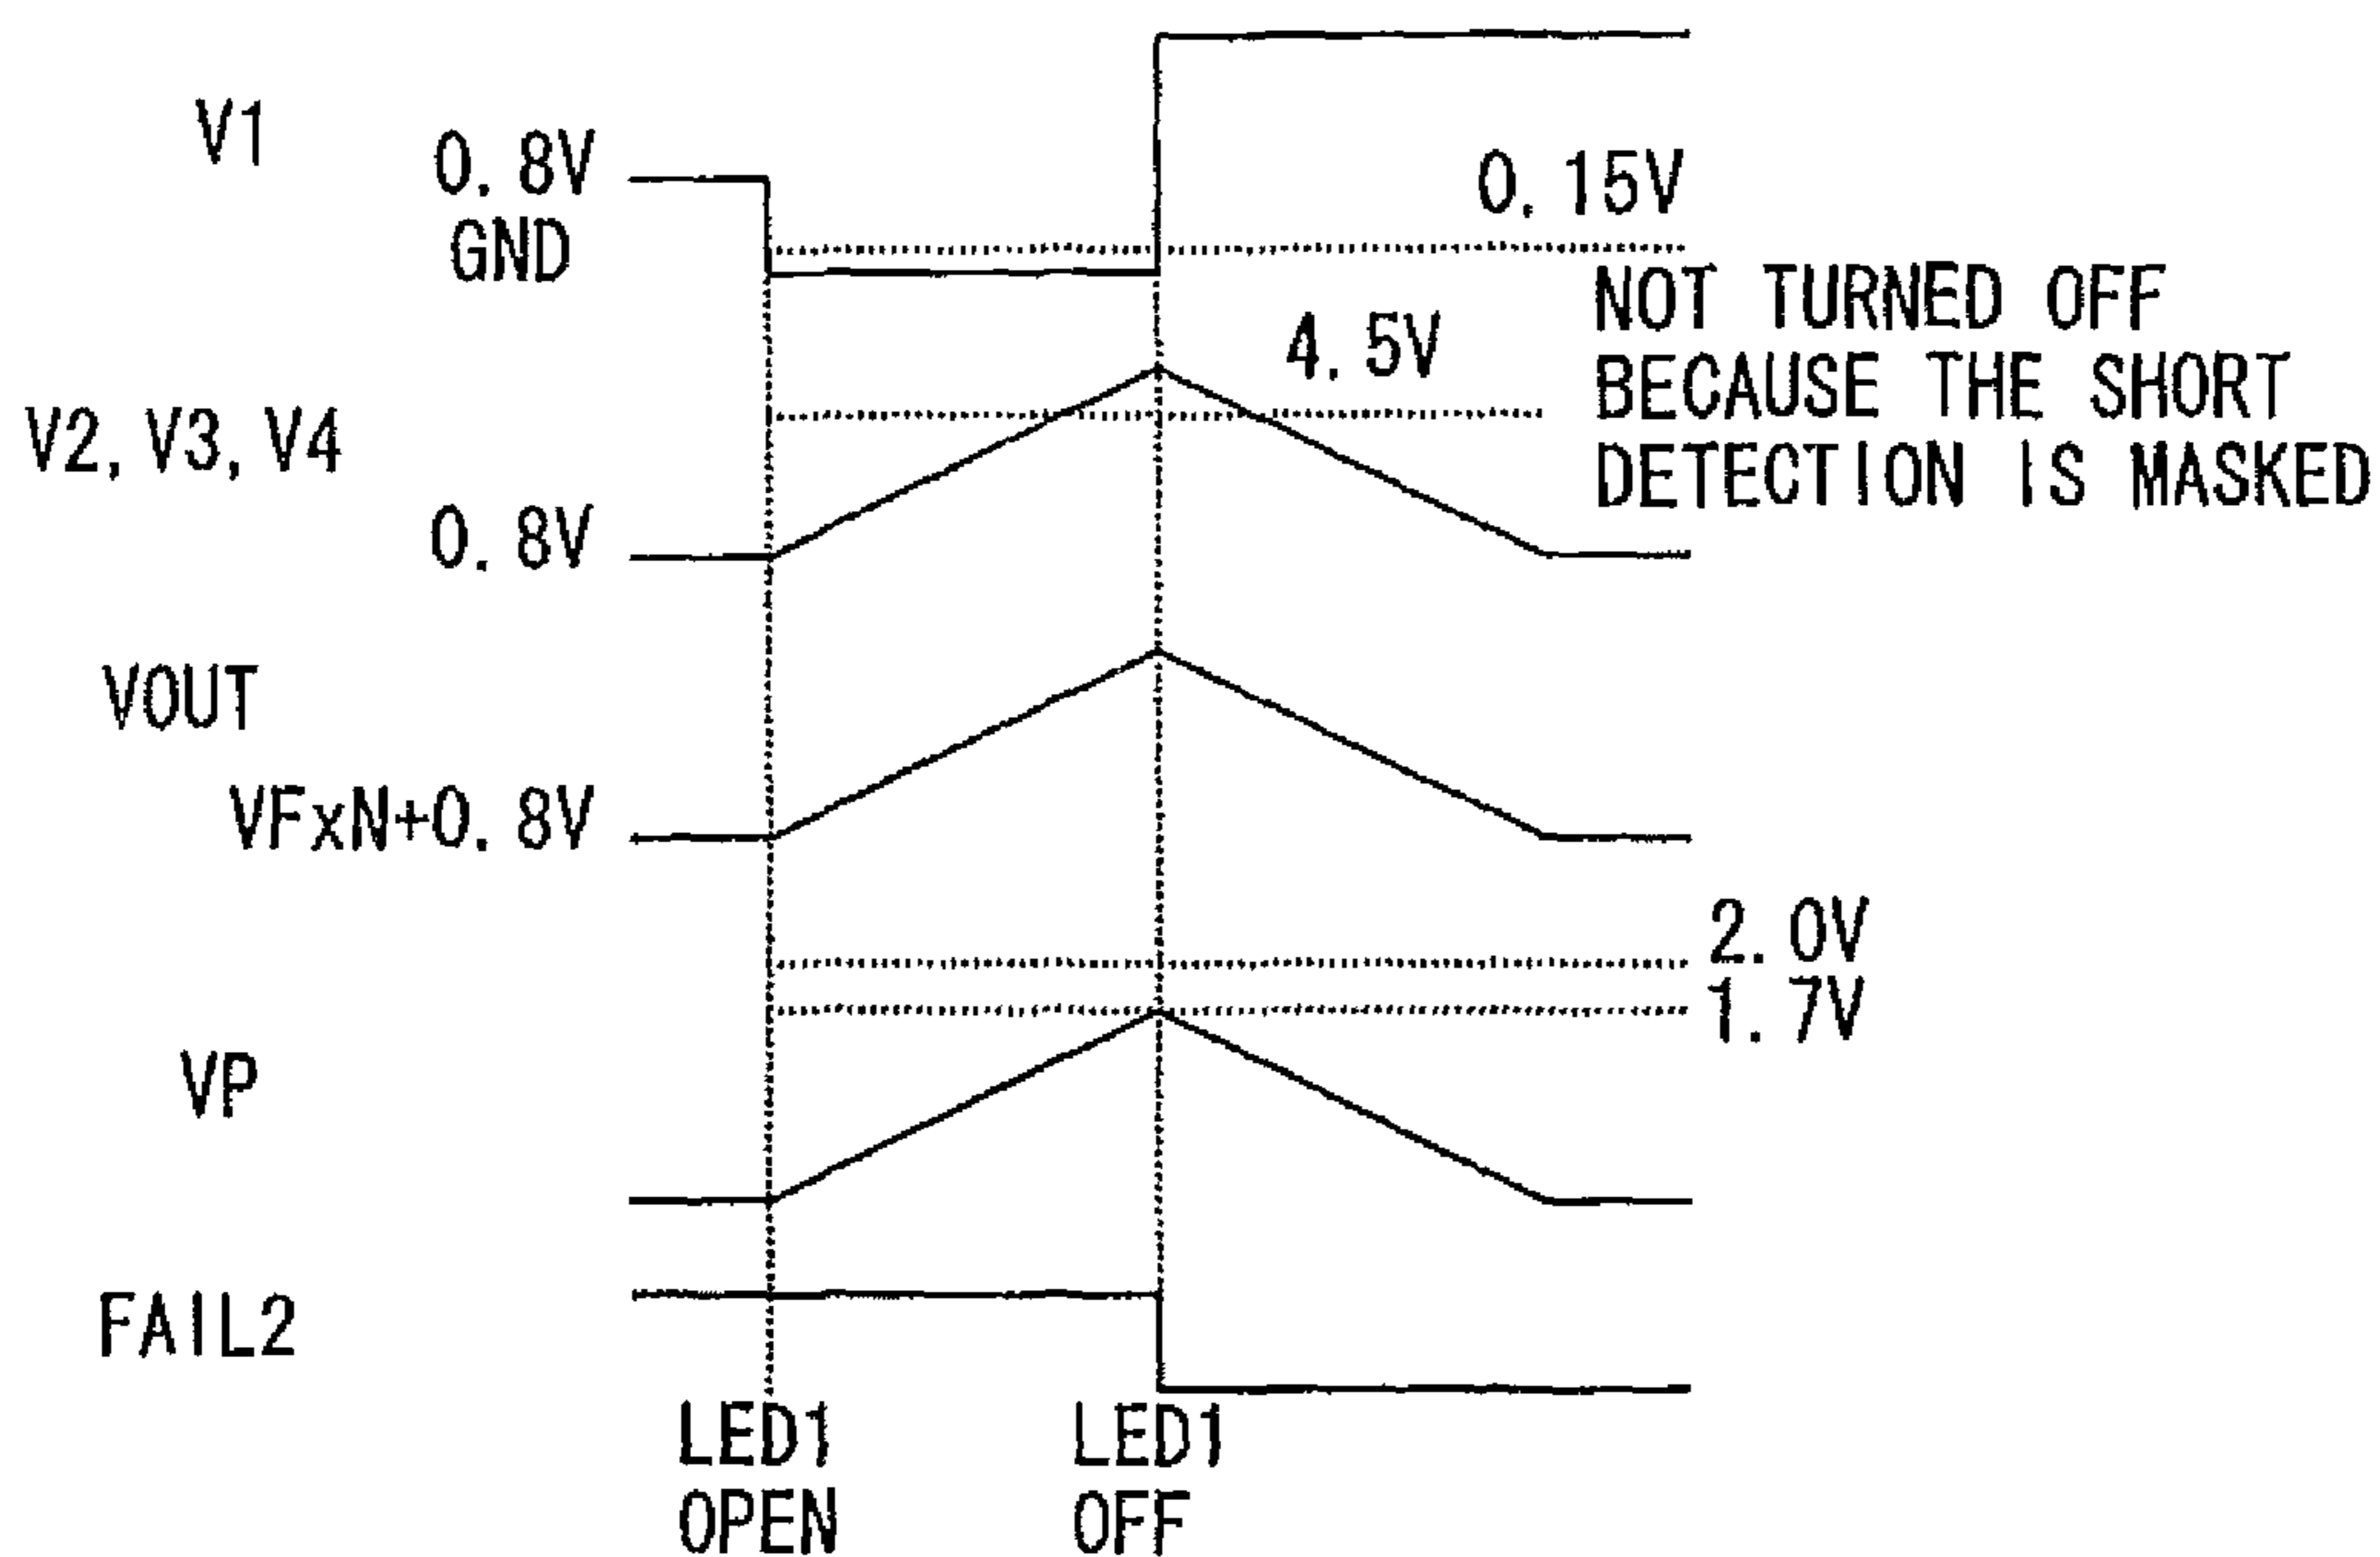 V1
0.8V
GND
0.15V
4.5V
NOT TURNED OFF
BECAUSE THE SHORT
DETECTION IS MASKED
V2,V3,V4
0.8V
VOUT
VFxN+0.8V
2.0V
1.7V
VP
FAIL2
LED1
OPEN
LED1
OFF